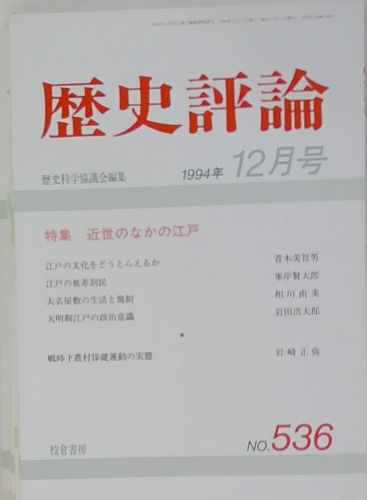 歴史評論
歴史科学協議会編集 1994年 12月号
特集 近世のなかの江戸
江戸の文化をどうとらえるか 青木美智男
江戸の被差別民 峯岸賢太郎
大名屋敷の生活と規制 相川由美
天明期江戸の政治意識 岩田浩太郎
戦時下農村保健運動の実態 岩崎正弥
校倉書房 NO.536